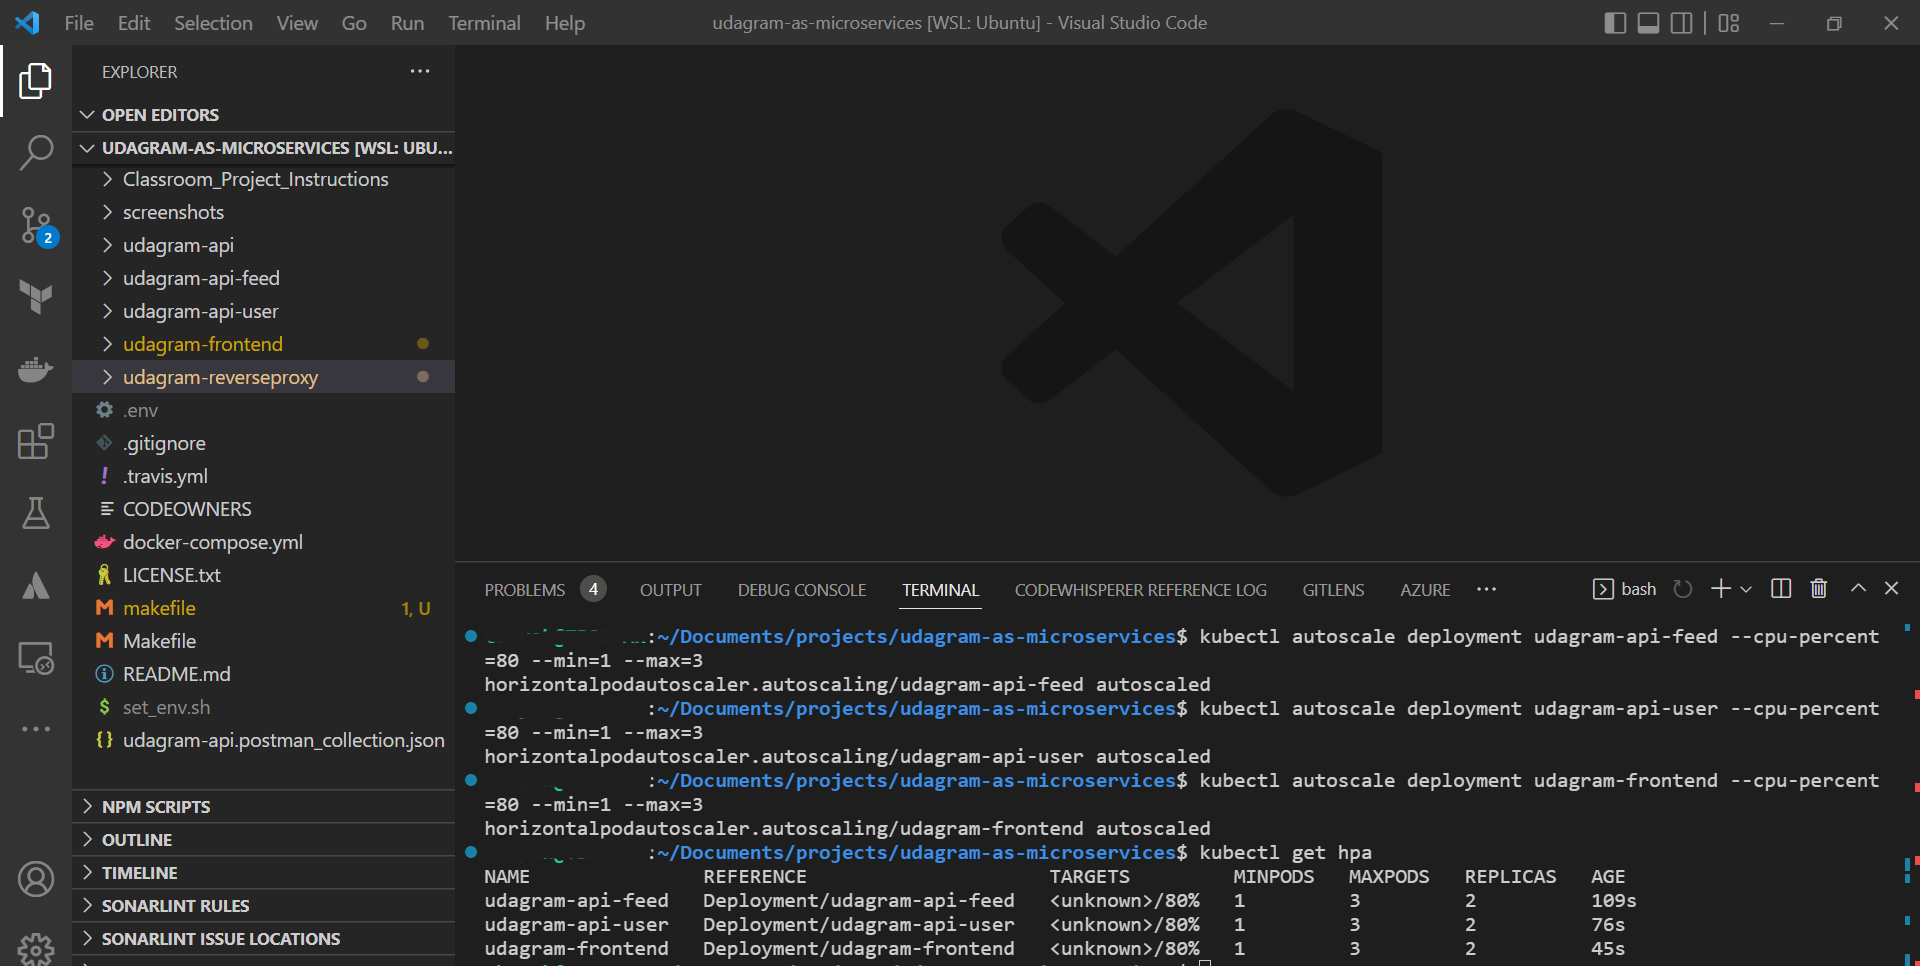 File Edit Selection View Go Run Terminal Help
udagram-as-microservices [WSL: Ubuntu] - Visual Studio Code
EXPLORER
OPEN EDITORS
UDAGRAM-AS-MICROSERVICES [WSL: UBU...
Classroom_Project_Instructions
screenshots
udagram-api
udagram-api-feed
udagram-api-user
udagram-frontend
udagram-reverseproxy
.env
.gitignore
.travis.yml
CODEOWNERS
docker-compose.yml
LICENSE.txt
makefile 1, U
Makefile
README.md
set_env.sh
udagram-api.postman_collection.json
NPM SCRIPTS
OUTLINE
TIMELINE
SONARLINT RULES
SONARLINT ISSUE LOCATIONS
2
PROBLEMS 4 OUTPUT DEBUG CONSOLE TERMINAL CODEWHISPERER REFERENCE LOG GITLENS AZURE
bash
:~/Documents/projects/udagram-as-microservices$ kubectl autoscale deployment udagram-api-feed --cpu-percent
=80 --min=1 --max=3
horizontalpodautoscaler.autoscaling/udagram-api-feed autoscaled
:~/Documents/projects/udagram-as-microservices$ kubectl autoscale deployment udagram-api-user --cpu-percent
=80 --min=1 --max=3
horizontalpodautoscaler.autoscaling/udagram-api-user autoscaled
:~/Documents/projects/udagram-as-microservices$ kubectl autoscale deployment udagram-frontend --cpu-percent
=80 --min=1 --max=3
horizontalpodautoscaler.autoscaling/udagram-frontend autoscaled
:~/Documents/projects/udagram-as-microservices$ kubectl get hpa
NAME REFERENCE TARGETS MINPODS MAXPODS REPLICAS AGE
udagram-api-feed Deployment/udagram-api-feed <unknown>/80% 1 3 2 109s
udagram-api-user Deployment/udagram-api-user <unknown>/80% 1 3 2 76s
udagram-frontend Deployment/udagram-frontend <unknown>/80% 1 3 2 45s